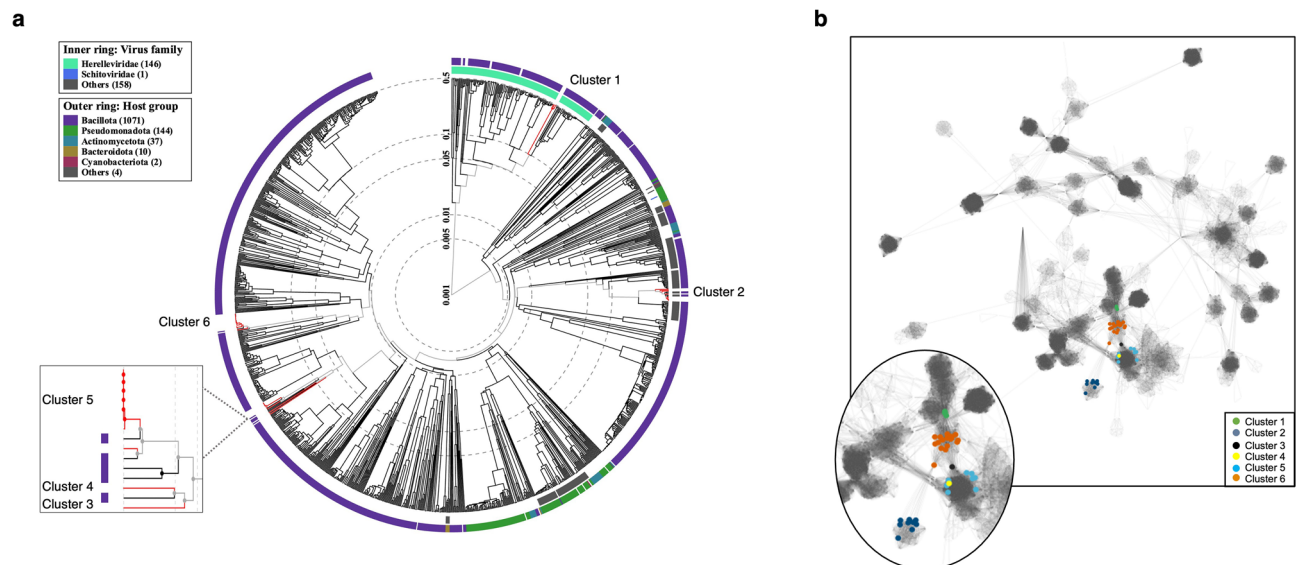 a
Inner ring: Virus family
Herelleviridae (146)
Schitoviridae (1)
Others (158)
Outer ring: Host group
Bacillota (1071)
Pseudomonadota (144)
Actinomycetota (37)
Bacteroidota (10)
Cyanobacteriota (2)
Others (4)
0.5
0.1
0.05
0.01
0.005
0.001
Cluster 1
Cluster 2
Cluster 6
Cluster 5
Cluster 4
Cluster 3
b
Cluster 1
Cluster 2
Cluster 3
Cluster 4
Cluster 5
Cluster 6